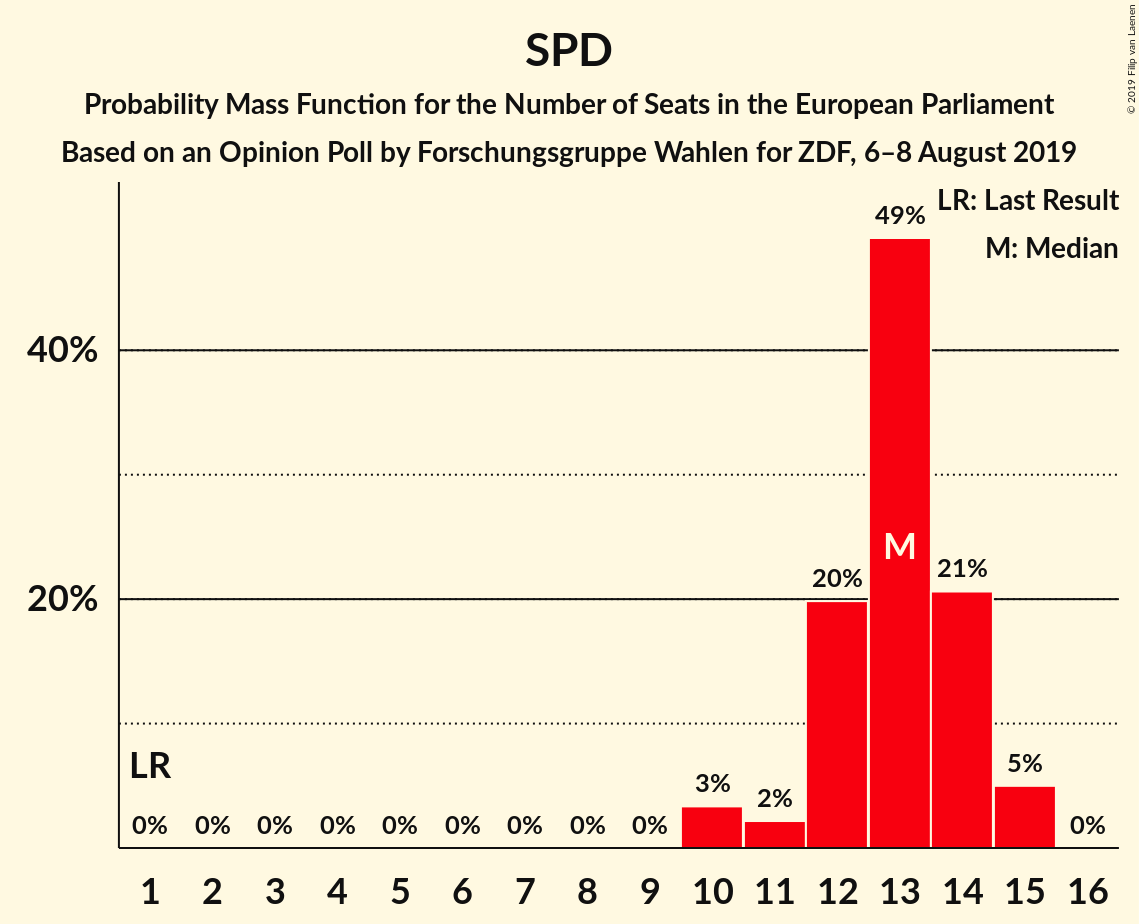 SPD
Probability Mass Function for the Number of Seats in the European Parliament
Based on an Opinion Poll by Forschungsgruppe Wahlen for ZDF, 6–8 August 2019
© 2019 Filip van Laenen
LR: Last Result
M: Median
40%
20%
LR
0% 0% 0% 0% 0% 0% 0% 0% 0% 3% 2% 20% 49% 21% 5% 0%
M
1 2 3 4 5 6 7 8 9 10 11 12 13 14 15 16